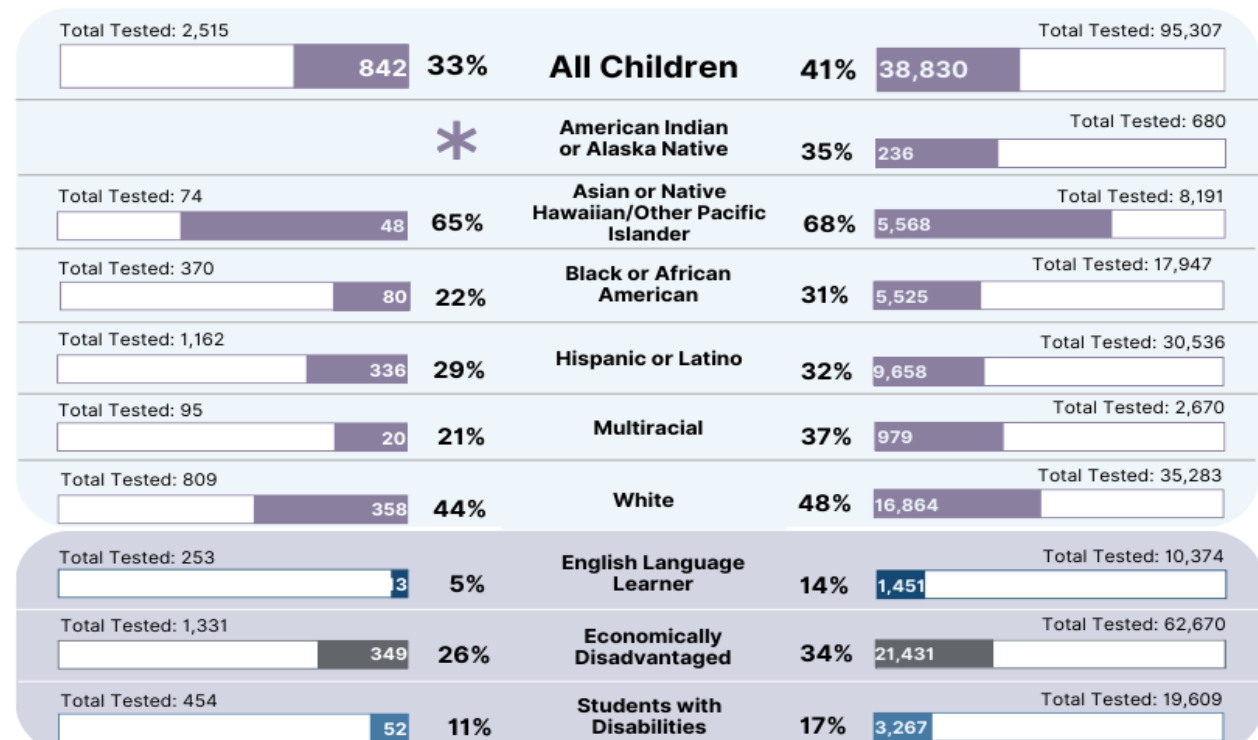 Total Tested: 2,515
Total Tested: 95,307
842 33% All Children 41% 38,830
American Indian
or Alaska Native
Total Tested: 680
* 35% 236
Total Tested: 74
Asian or Native
Hawaiian/Other Pacific
Islander
Total Tested: 8,191
48 65% 68% 5,568
Total Tested: 370
Black or African
American
Total Tested: 17,947
80 22% 31% 5,525
Total Tested: 1,162
Total Tested: 30,536
336 29% Hispanic or Latino 32% 9,658
Total Tested: 95
Total Tested: 2,670
20 21% Multiracial 37% 979
Total Tested: 809
Total Tested: 35,283
358 44% White 48% 16,864
Total Tested: 253
English Language
Learner
Total Tested: 10,374
13 5% 14% 1,451
Total Tested: 1,331
Economically
Disadvantaged
Total Tested: 62,670
349 26% 34% 21,431
Total Tested: 454
Students with
Disabilities
Total Tested: 19,609
52 11% 17% 3,267